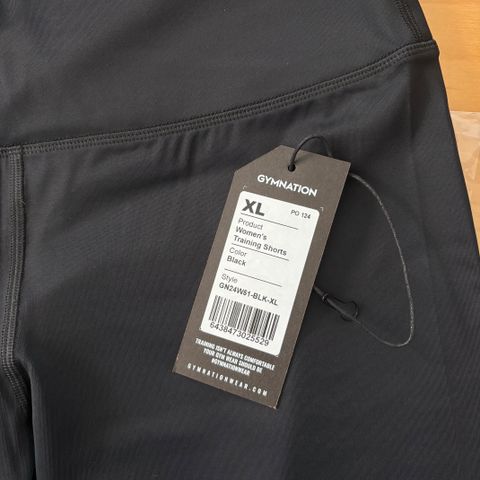 GYMNATION
XL
PO 124
Product
Women's
Training Shorts
Color
Black
Style
GN24W61-BLK-XL
6438473025529
TRAINING ISN'T ALWAYS COMFORTABLE
YOUR GYM WEAR SHOULD BE
#GYMNATIONWEAR
GYMNATIONWEAR.COM